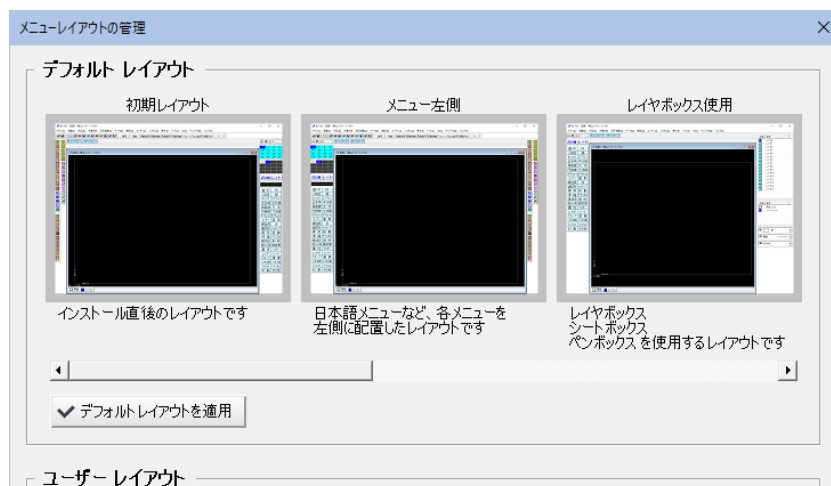 メニューレイアウトの管理
デフォルト レイアウト
初期レイアウト
メニュー左側
レイヤボックス使用
インストール直後のレイアウトです
日本語メニューなど、各メニューを
左側に配置したレイアウトです
レイヤボックス
シートボックス
ペンボックス を使用するレイアウトです
デフォルトレイアウトを適用
ユーザー レイアウト